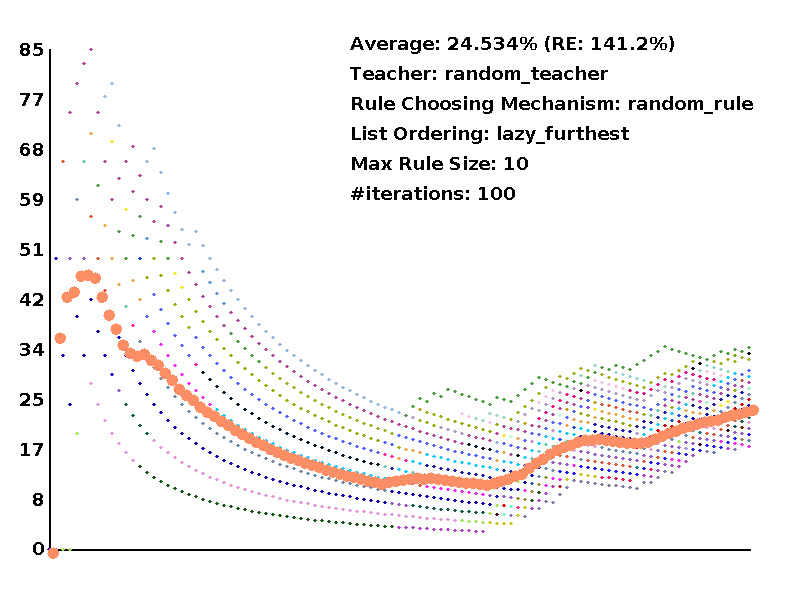 Average: 24.534% (RE: 141.2%)
Teacher: random_teacher
Rule Choosing Mechanism: random_rule
List Ordering: lazy_furthest
Max Rule Size: 10
#iterations: 100
85
77
68
59
51
42
34
25
17
8
0